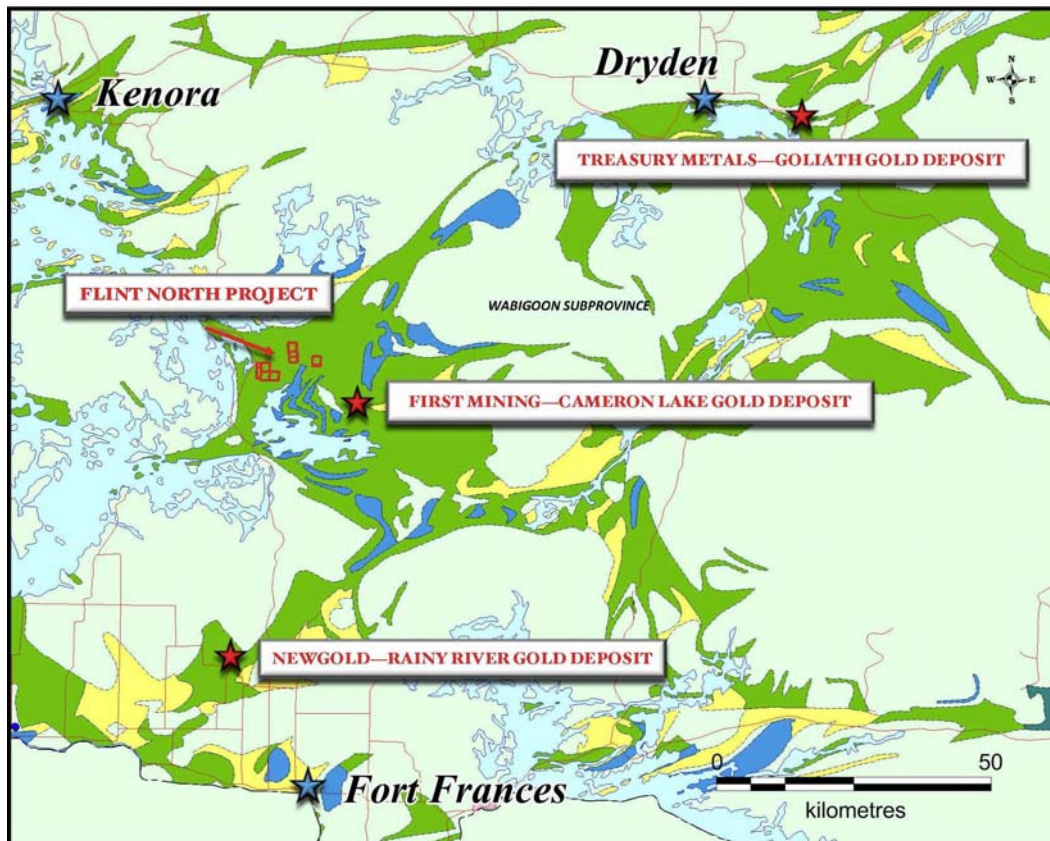 Kenora
Dryden
N
W E
S
TREASURY METALS—GOLIATH GOLD DEPOSIT
FLINT NORTH PROJECT
WABIGOON SUBPROVINCE
FIRST MINING—CAMERON LAKE GOLD DEPOSIT
NEWGOLD—RAINY RIVER GOLD DEPOSIT
Fort Frances
0 50
kilometres